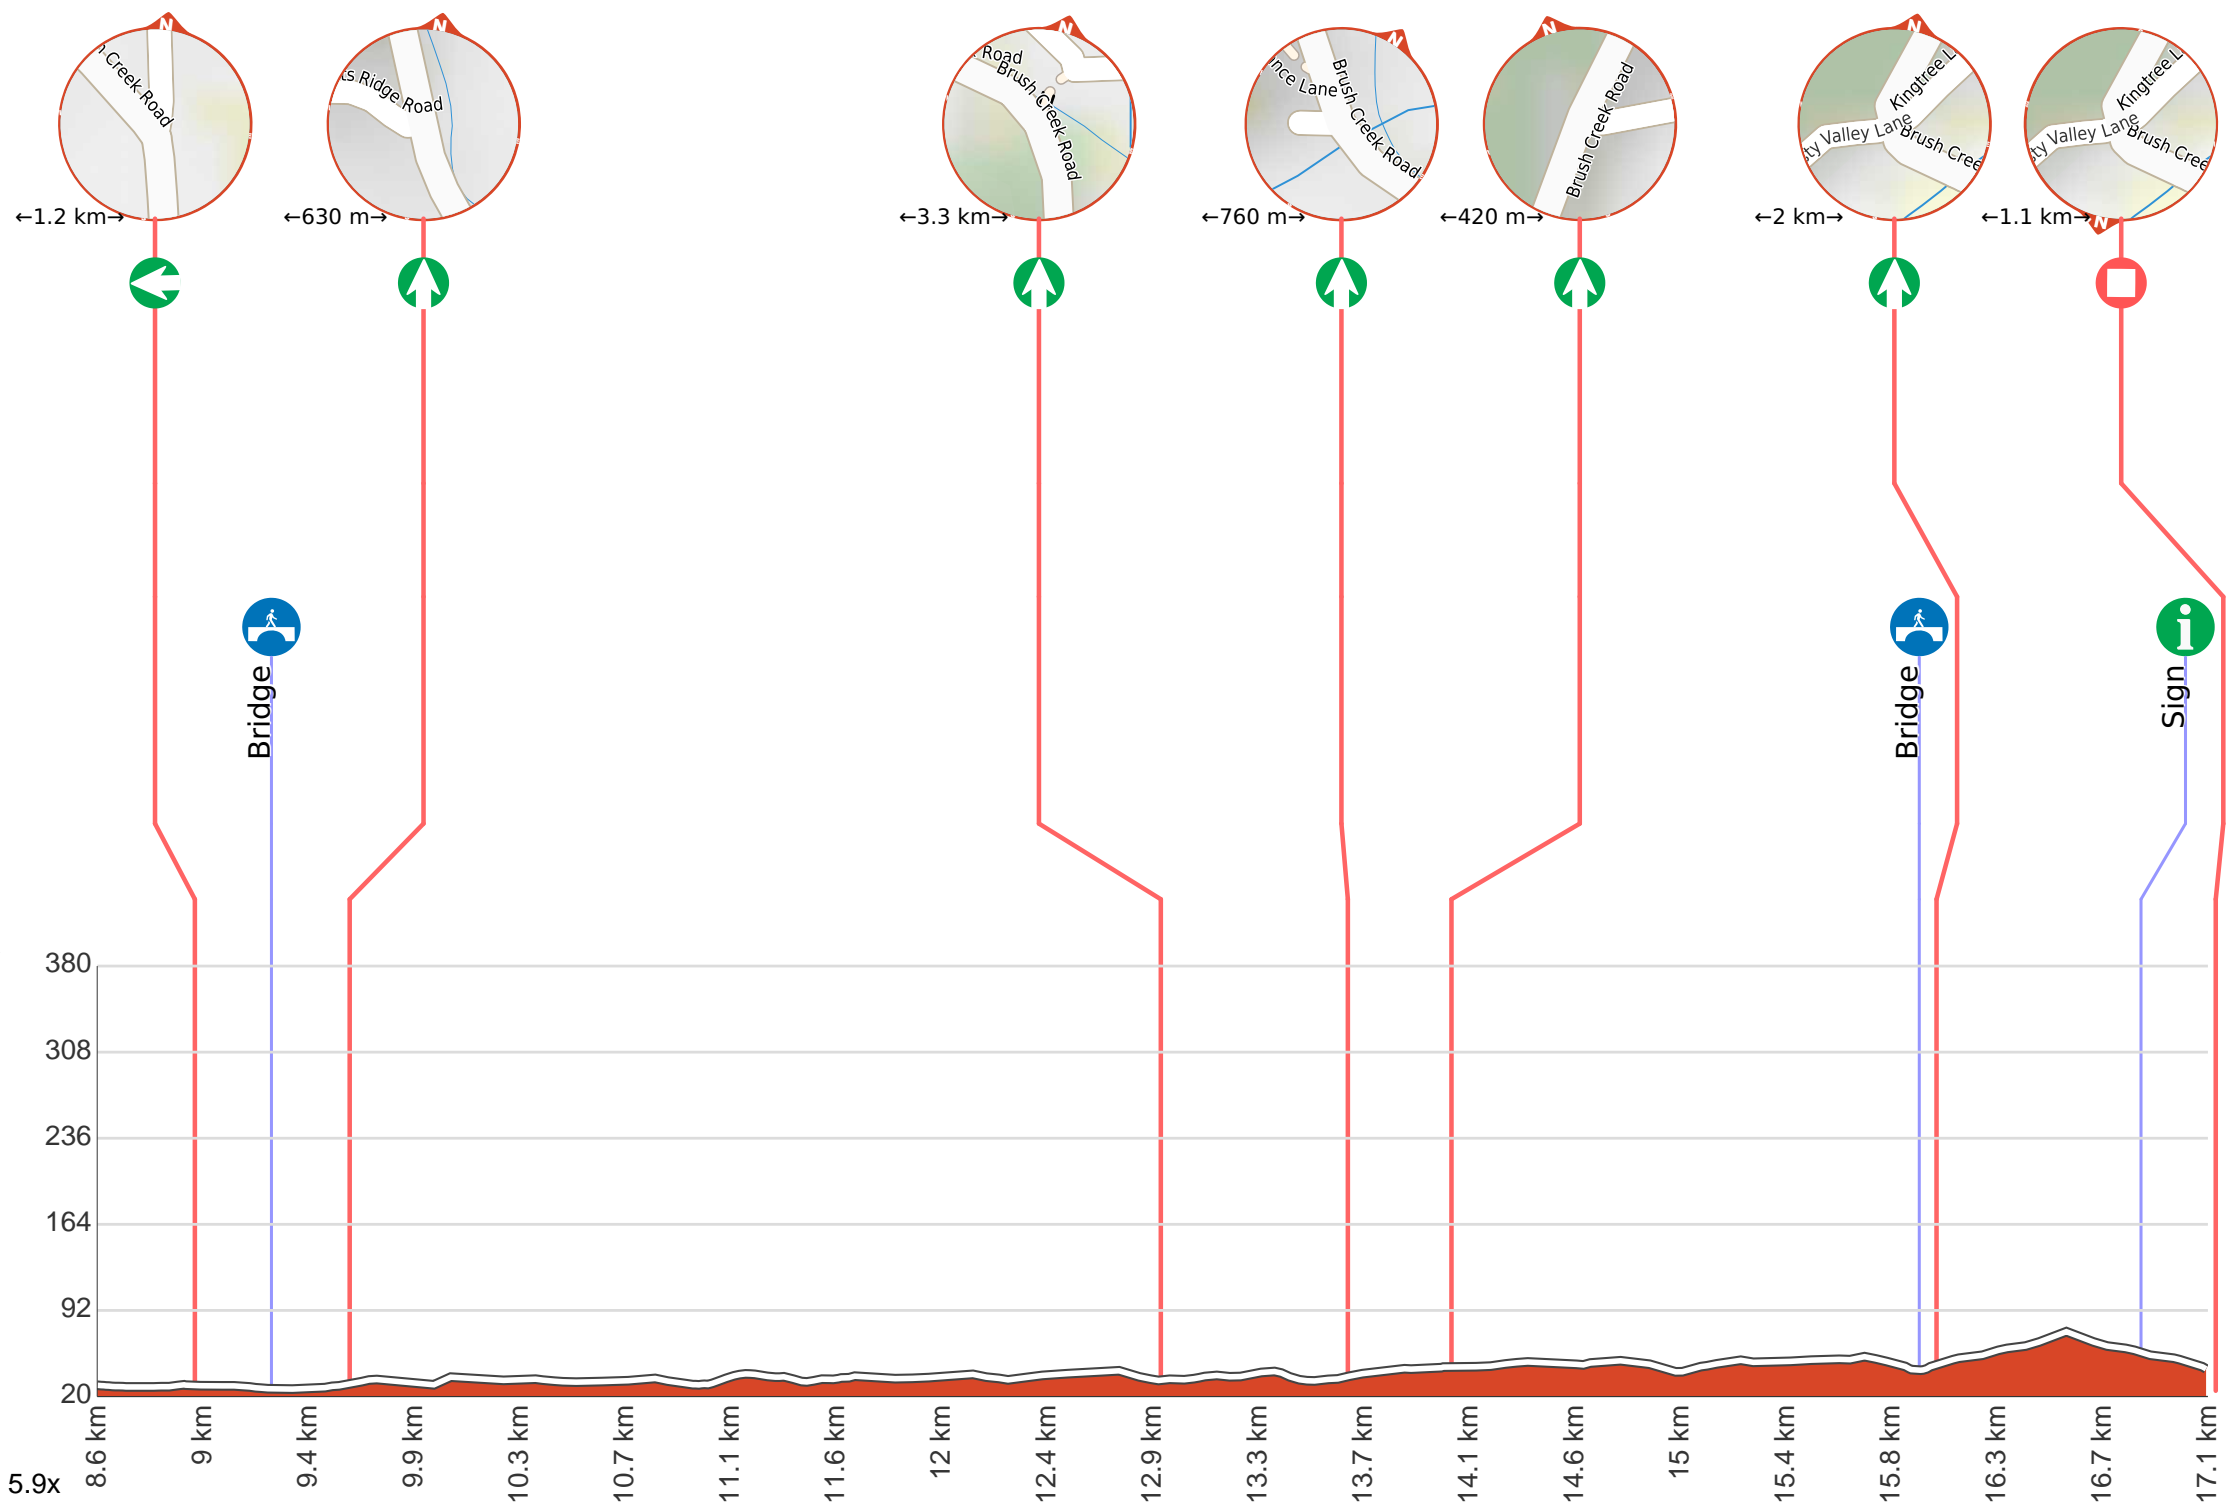 N
N
N
N
N
N
N
Creek Road
ts Ridge Road
Road
Brush Creek Road
nce Lane
Brush Creek Road
Brush Creek Road
Kingtree L
ty Valley Lane
Brush Cree
Kingtree L
ty Valley Lane
Brush Cree
←1.2 km→
←630 m→
←3.3 km→
←760 m→
←420 m→
←2 km→
←1.1 km→
Bridge
Bridge
Sign
380
308
236
164
92
20
8.6 km
9 km
9.4 km
9.9 km
10.3 km
10.7 km
11.1 km
11.6 km
12 km
12.4 km
12.9 km
13.3 km
13.7 km
14.1 km
14.6 km
15 km
15.4 km
15.8 km
16.3 km
16.7 km
17.1 km
5.9x